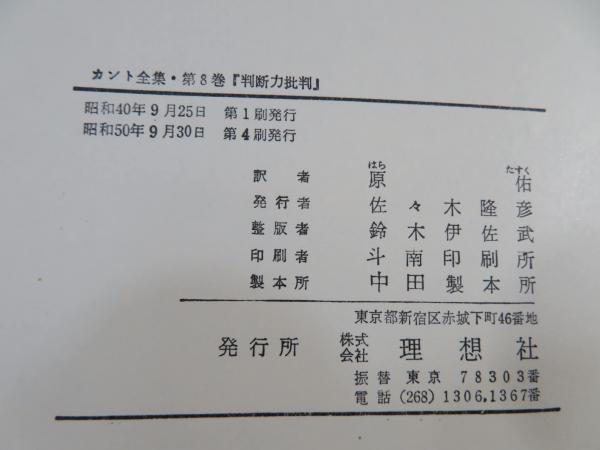 カント全集・第8巻『判断力批判』
昭和40年9月25日 第1刷発行
昭和50年9月30日 第4刷発行
はら たすく
訳者 原 佑
発行者 佐々木隆彦
整版者 鈴木伊佐武
印刷者 斗南印刷所
製本所 中田製本所
東京都新宿区赤城下町46番地
発行所 株式会社 理想社
振替 東京 78303番
電話 (268) 1306.1367番